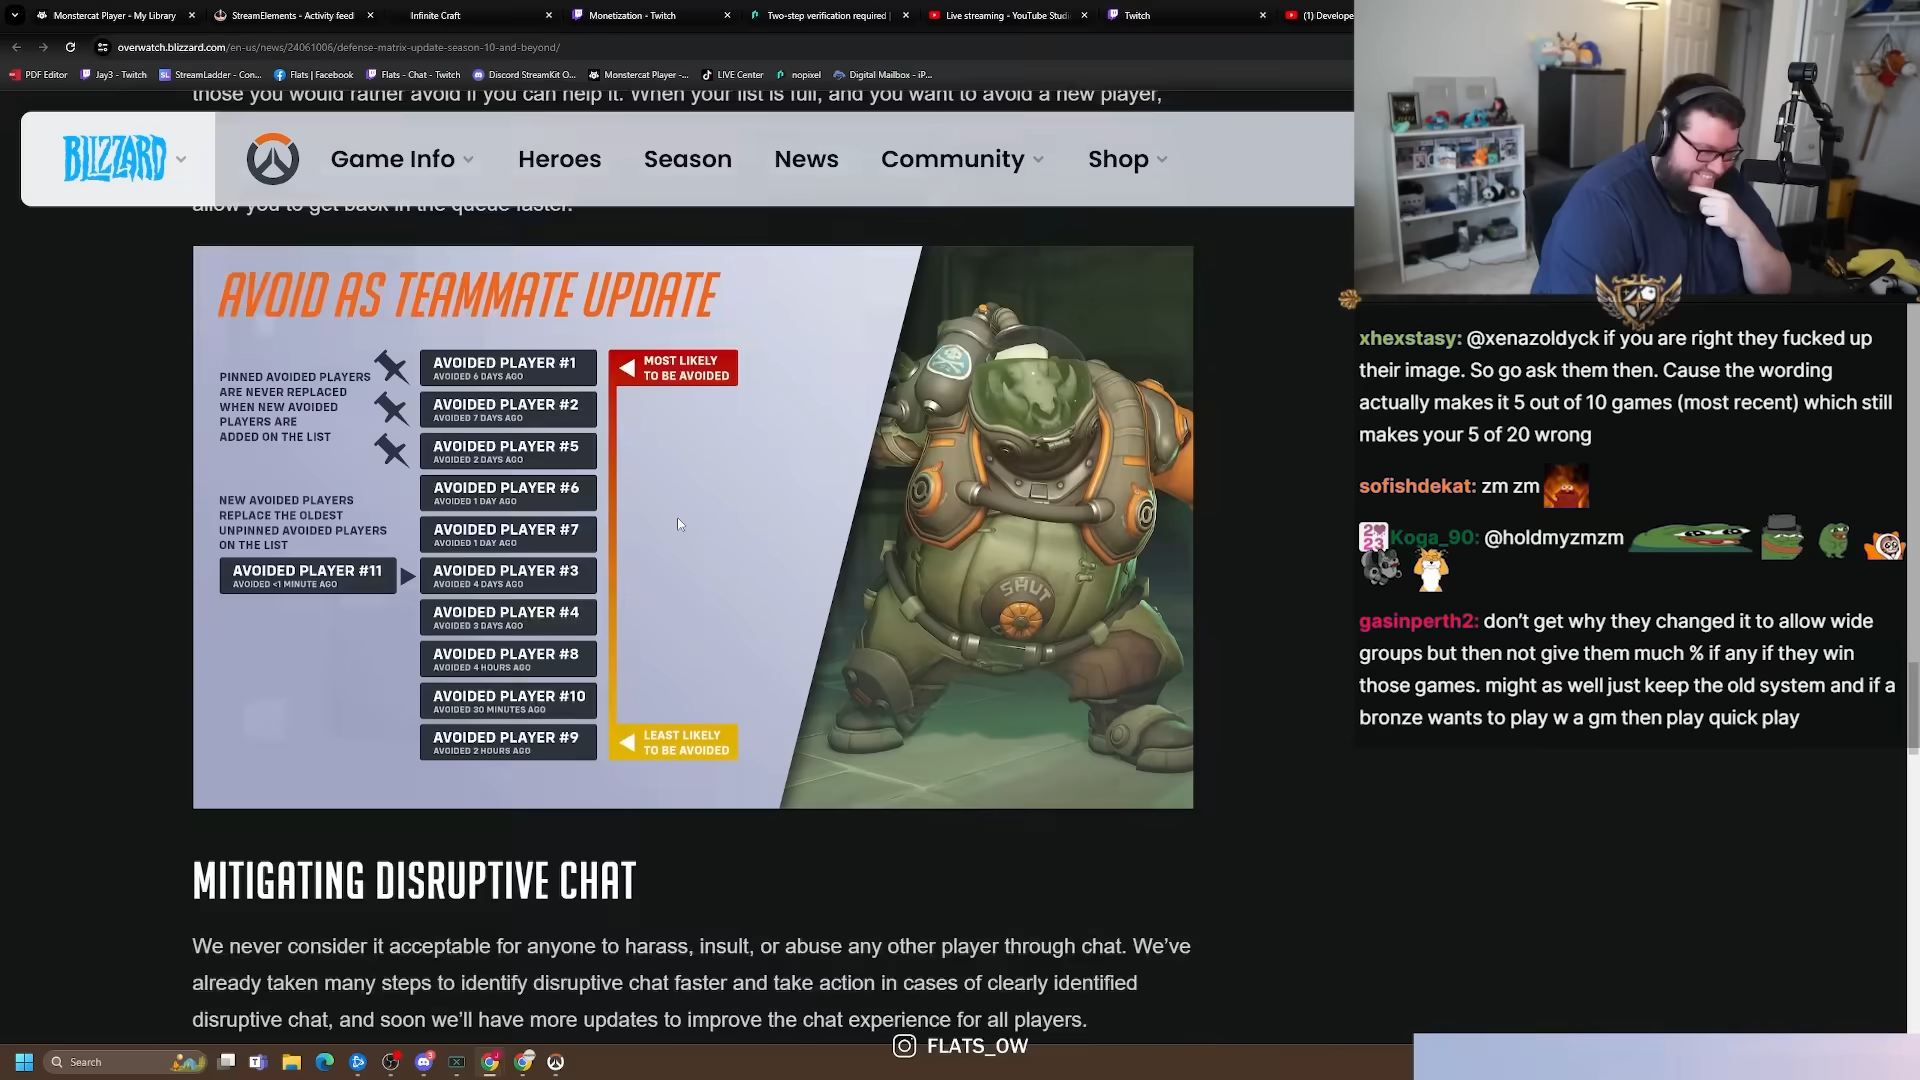 Monstercat Player - My Library
StreamElements - Activity feed
Infinite Craft
Monetization - Twitch
Two-step verification required |
Live streaming - YouTube Studi
Twitch
(1) Develope
overwatch.blizzard.com/en-us/news/24061006/defense-matrix-update-season-10-and-beyond/
PDF Editor
Jay3 - Twitch
StreamLadder - Con...
Flats | Facebook
Flats - Chat - Twitch
Discord StreamKit O...
Monstercat Player -...
LIVE Center
nopixel
Digital Mailbox - iP...
those you would rather avoid if you can help it. When your list is full, and you want to avoid a new player,
BLIZZARD
Game Info
Heroes
Season
News
Community
Shop
allow you to get back in the queue faster.
AVOID AS TEAMMATE UPDATE
PINNED AVOIDED PLAYERS
ARE NEVER REPLACED
WHEN NEW AVOIDED
PLAYERS ARE
ADDED ON THE LIST
NEW AVOIDED PLAYERS
REPLACE THE OLDEST
UNPINNED AVOIDED PLAYERS
ON THE LIST
AVOIDED PLAYER #11
AVOIDED <1 MINUTE AGO
AVOIDED PLAYER #1
AVOIDED 6 DAYS AGO
AVOIDED PLAYER #2
AVOIDED 7 DAYS AGO
AVOIDED PLAYER #5
AVOIDED 2 DAYS AGO
AVOIDED PLAYER #6
AVOIDED 1 DAY AGO
AVOIDED PLAYER #7
AVOIDED 1 DAY AGO
AVOIDED PLAYER #3
AVOIDED 4 DAYS AGO
AVOIDED PLAYER #4
AVOIDED 3 DAYS AGO
AVOIDED PLAYER #8
AVOIDED 4 HOURS AGO
AVOIDED PLAYER #10
AVOIDED 30 MINUTES AGO
AVOIDED PLAYER #9
AVOIDED 2 HOURS AGO
MOST LIKELY
TO BE AVOIDED
LEAST LIKELY
TO BE AVOIDED
SHUT
MITIGATING DISRUPTIVE CHAT
We never consider it acceptable for anyone to harass, insult, or abuse any other player through chat. We've
already taken many steps to identify disruptive chat faster and take action in cases of clearly identified
disruptive chat, and soon we'll have more updates to improve the chat experience for all players.
xhexstasy: @xenazoldyck if you are right they fucked up
their image. So go ask them then. Cause the wording
actually makes it 5 out of 10 games (most recent) which still
makes your 5 of 20 wrong
sofishdekat: zm zm
2023 Koga_90: @holdmyzmzm
gasinperth2: don't get why they changed it to allow wide
groups but then not give them much % if any if they win
those games. might as well just keep the old system and if a
bronze wants to play w a gm then play quick play
Search
FLATS_OW